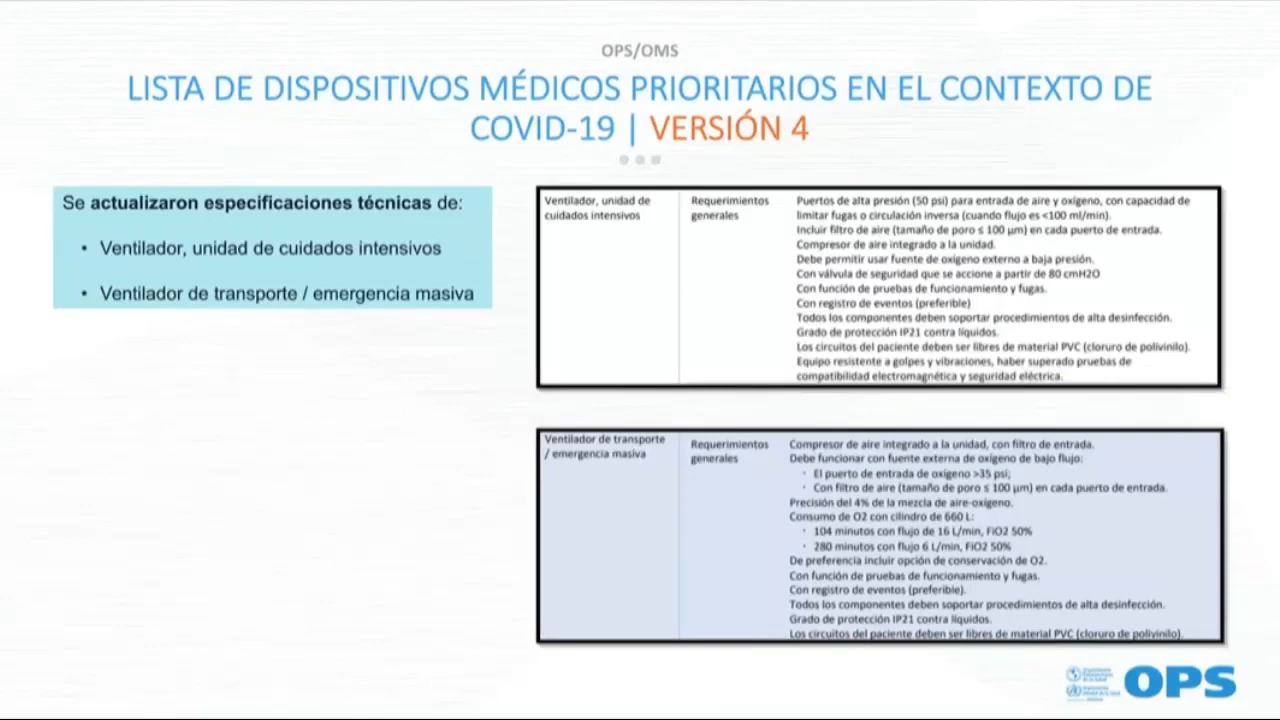 OPS/OMS
LISTA DE DISPOSITIVOS MÉDICOS PRIORITARIOS EN EL CONTEXTO DE
COVID-19 | VERSIÓN 4
Se actualizaron especificaciones técnicas de:
• Ventilador, unidad de cuidados intensivos
• Ventilador de transporte / emergencia masiva
Ventilador, unidad de
cuidados intensivos
Requerimientos
generales
Puertos de alta presión (50 psi) para entrada de aire y oxígeno, con capacidad de
limitar fugas o circulación inversa (cuando flujo es <100 ml/min).
Incluir filtro de aire (tamaño de poro ≤ 100 µm) en cada puerto de entrada.
Compresor de aire integrado a la unidad.
Debe permitir usar fuente de oxígeno externo a baja presión.
Con válvula de seguridad que se accione a partir de 80 cmH2O
Con función de pruebas de funcionamiento y fugas.
Con registro de eventos (preferible)
Todos los componentes deben soportar procedimientos de alta desinfección.
Grado de protección IP21 contra líquidos.
Los circuitos del paciente deben ser libres de material PVC (cloruro de polivinilo).
Equipo resistente a golpes y vibraciones, haber superado pruebas de
compatibilidad electromagnética y seguridad eléctrica.
Ventilador de transporte
/ emergencia masiva
Requerimientos
generales
Compresor de aire integrado a la unidad, con filtro de entrada.
Debe funcionar con fuente externa de oxígeno de bajo flujo:
· El puerto de entrada de oxígeno >35 psi;
· Con filtro de aire (tamaño de poro ≤ 100 µm) en cada puerto de entrada.
Precisión del 4% de la mezcla de aire-oxígeno.
Consumo de O2 con cilindro de 660 L:
· 104 minutos con flujo de 16 L/min, FiO2 50%
· 280 minutos con flujo 6 L/min, FiO2 50%
De preferencia incluir opción de conservación de O2.
Con función de pruebas de funcionamiento y fugas.
Con registro de eventos (preferible).
Todos los componentes deben soportar procedimientos de alta desinfección.
Grado de protección IP21 contra líquidos.
Los circuitos del paciente deben ser libres de material PVC (cloruro de polivinilo).
OPS